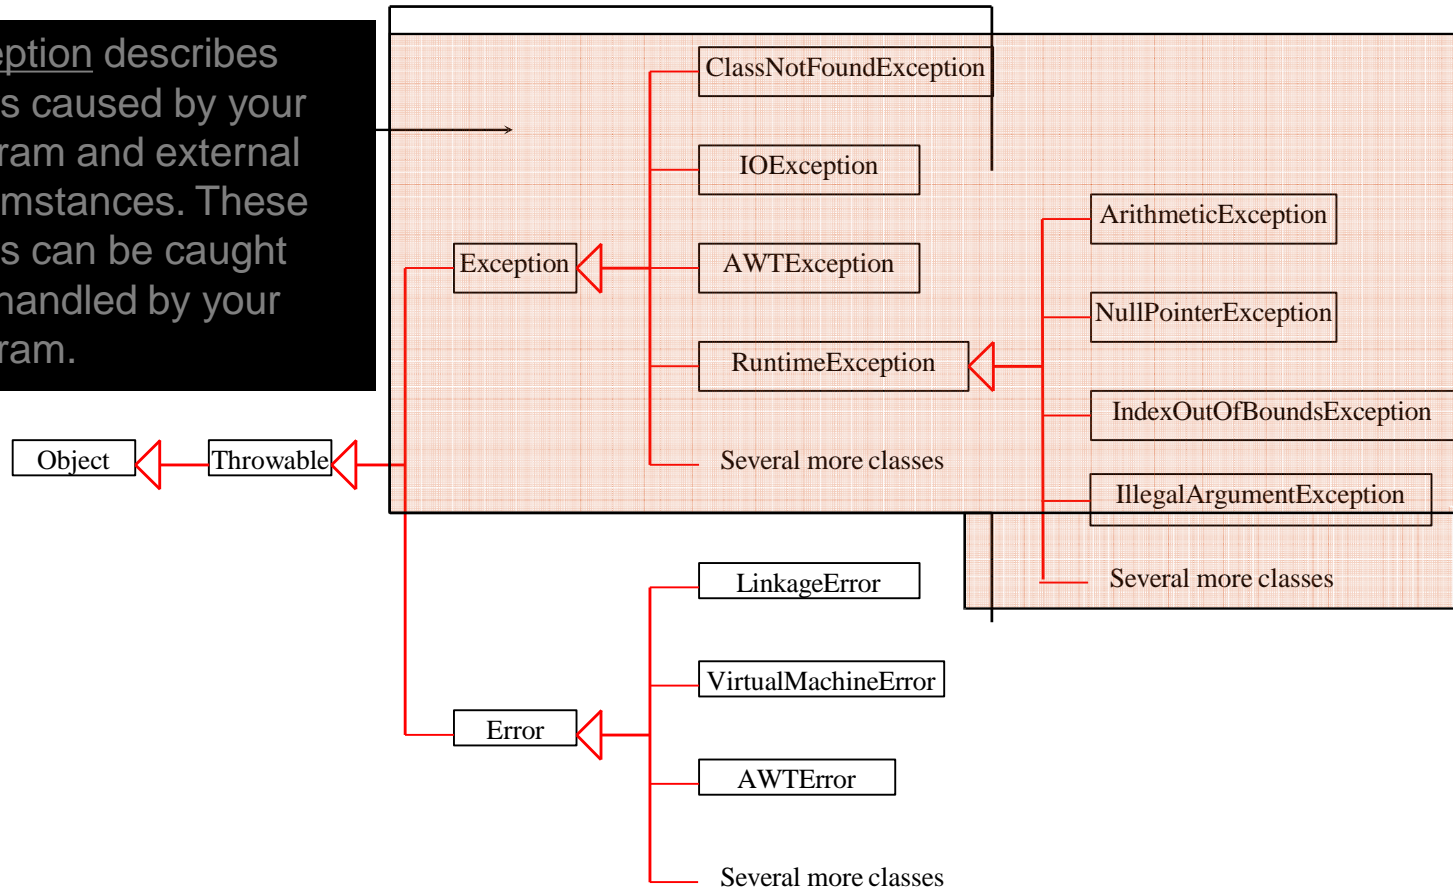 eption describes
s caused by your
ram and external
mstances. These
s can be caught
handled by your
ram.
ClassNotFoundException
IOException
ArithmeticException
Exception
AWTException
NullPointerException
RuntimeException
IndexOutOfBoundsException
Object
Throwable
Several more classes
IllegalArgumentException
LinkageError
Several more classes
VirtualMachineError
Error
AWTError
Several more classes